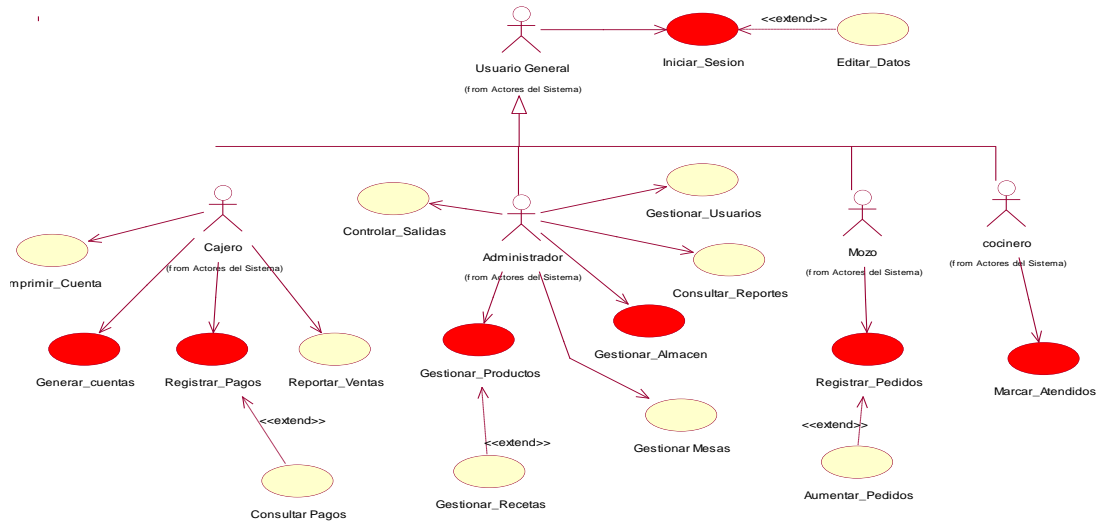 <<extend>>
Usuario General
Iniciar_Sesion
Editar_Datos
(from Actores del Sistema)
Controlar_Salidas
Gestionar_Usuarios
Cajero
(from Actores del Sistema)
Administrador
(from Actores del Sistema)
Mozo
(from Actores del Sistema)
cocinero
(from Actores del Sistema)
mprimir_Cuenta
Consultar_Reportes
Generar_cuentas
Registrar_Pagos
Reportar_Ventas
Gestionar_Productos
Gestionar_Almacen
Registrar_Pedidos
Marcar_Atendidos
<<extend>>
<<extend>>
Gestionar Mesas
<<extend>>
Consultar Pagos
Gestionar_Recetas
Aumentar_Pedidos